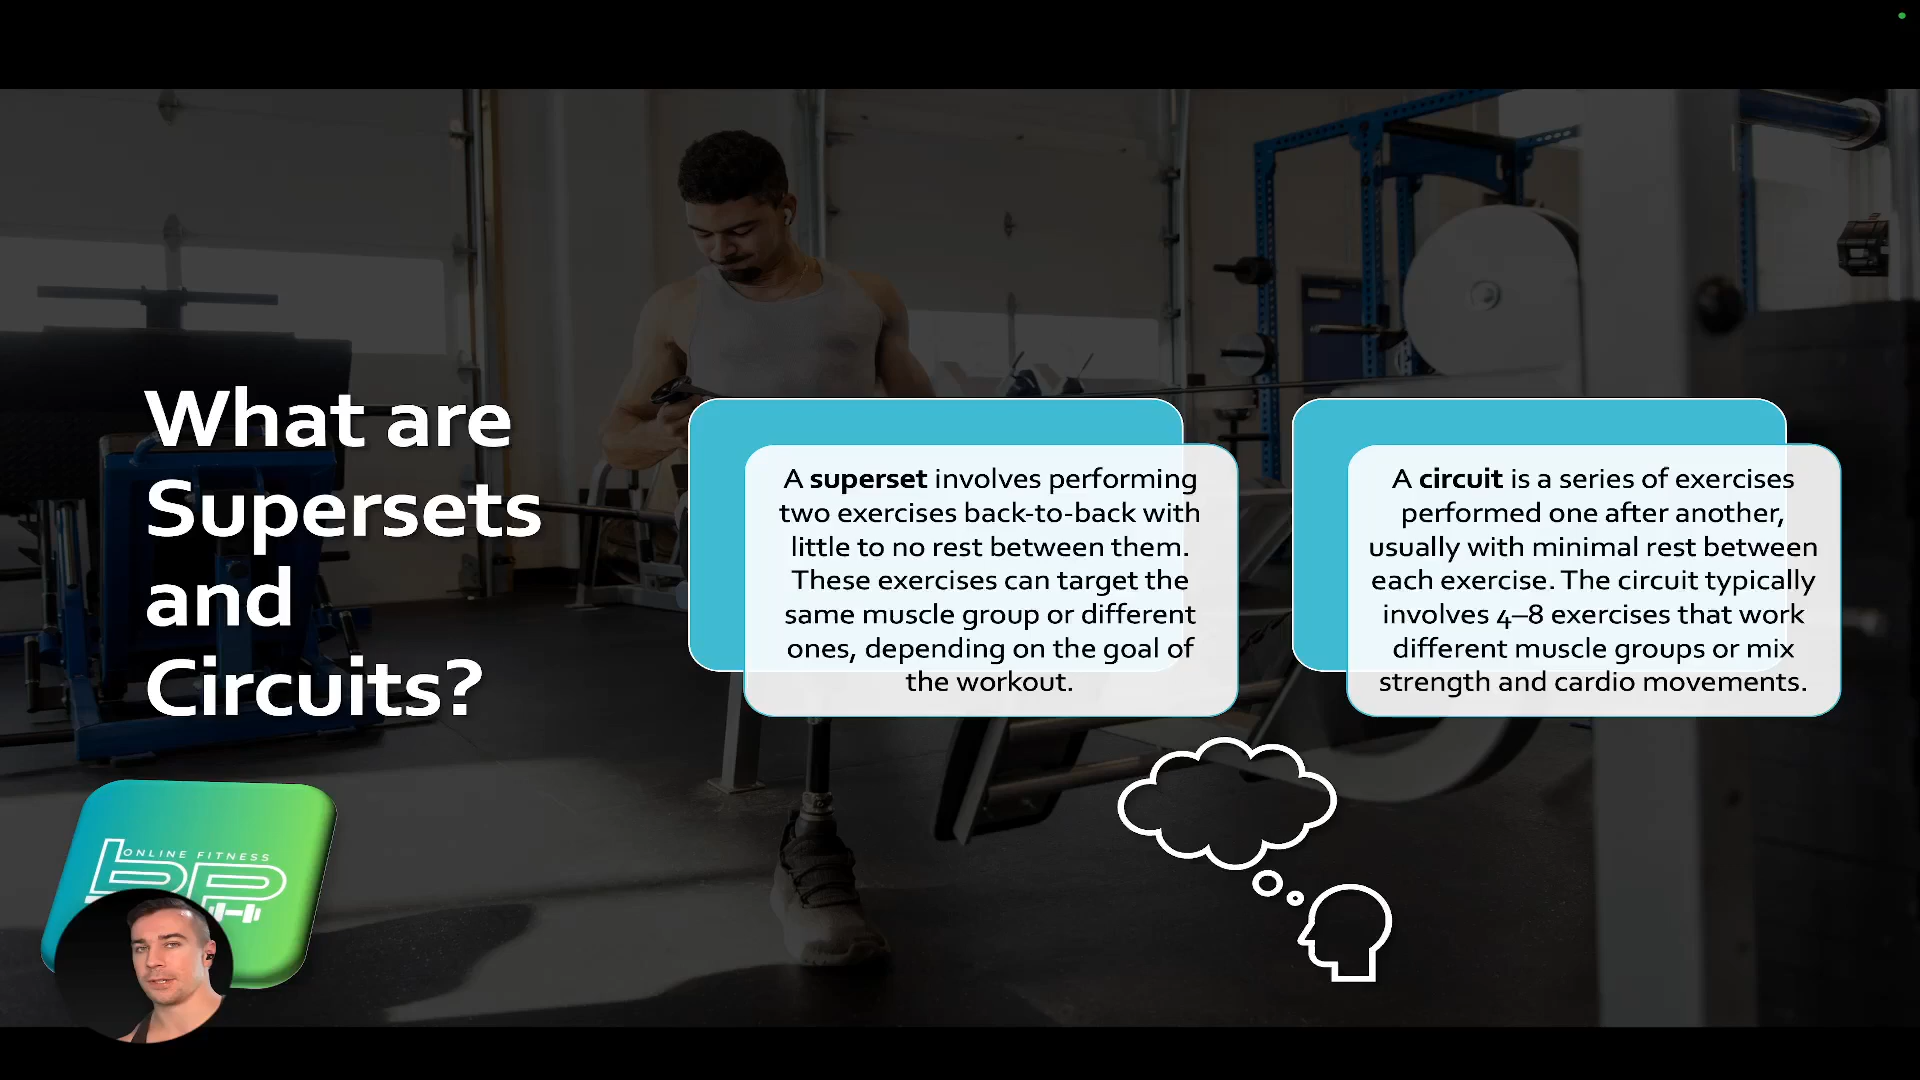 What are
Supersets
and
Circuits?
A superset involves performing
two exercises back-to-back with
little to no rest between them.
These exercises can target the
same muscle group or different
ones, depending on the goal of
the workout.
A circuit is a series of exercises
performed one after another,
usually with minimal rest between
each exercise. The circuit typically
involves 4–8 exercises that work
different muscle groups or mix
strength and cardio movements.
ONLINE FITNESS